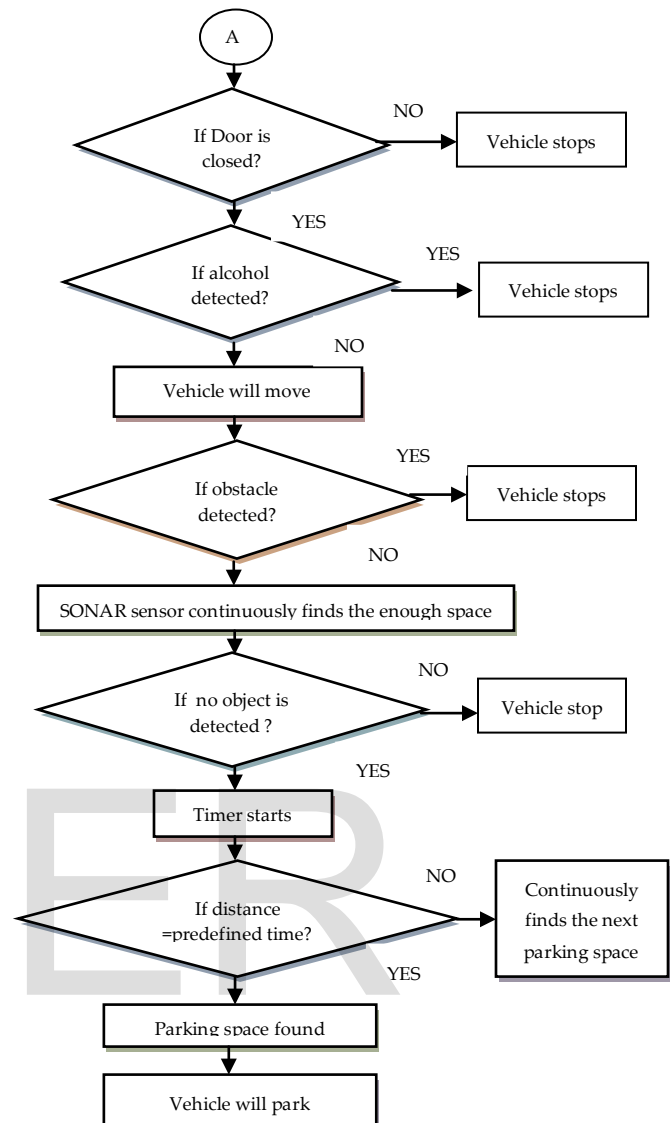 A
If Door is
closed?
NO
Vehicle stops
YES
If alcohol
detected?
YES
Vehicle stops
NO
Vehicle will move
If obstacle
detected?
YES
Vehicle stops
NO
SONAR sensor continuously finds the enough space
If no object is
detected ?
NO
Vehicle stop
YES
Timer starts
If distance
=predefined time?
NO
Continuously
finds the next
parking space
YES
Parking space found
Vehicle will park
ER